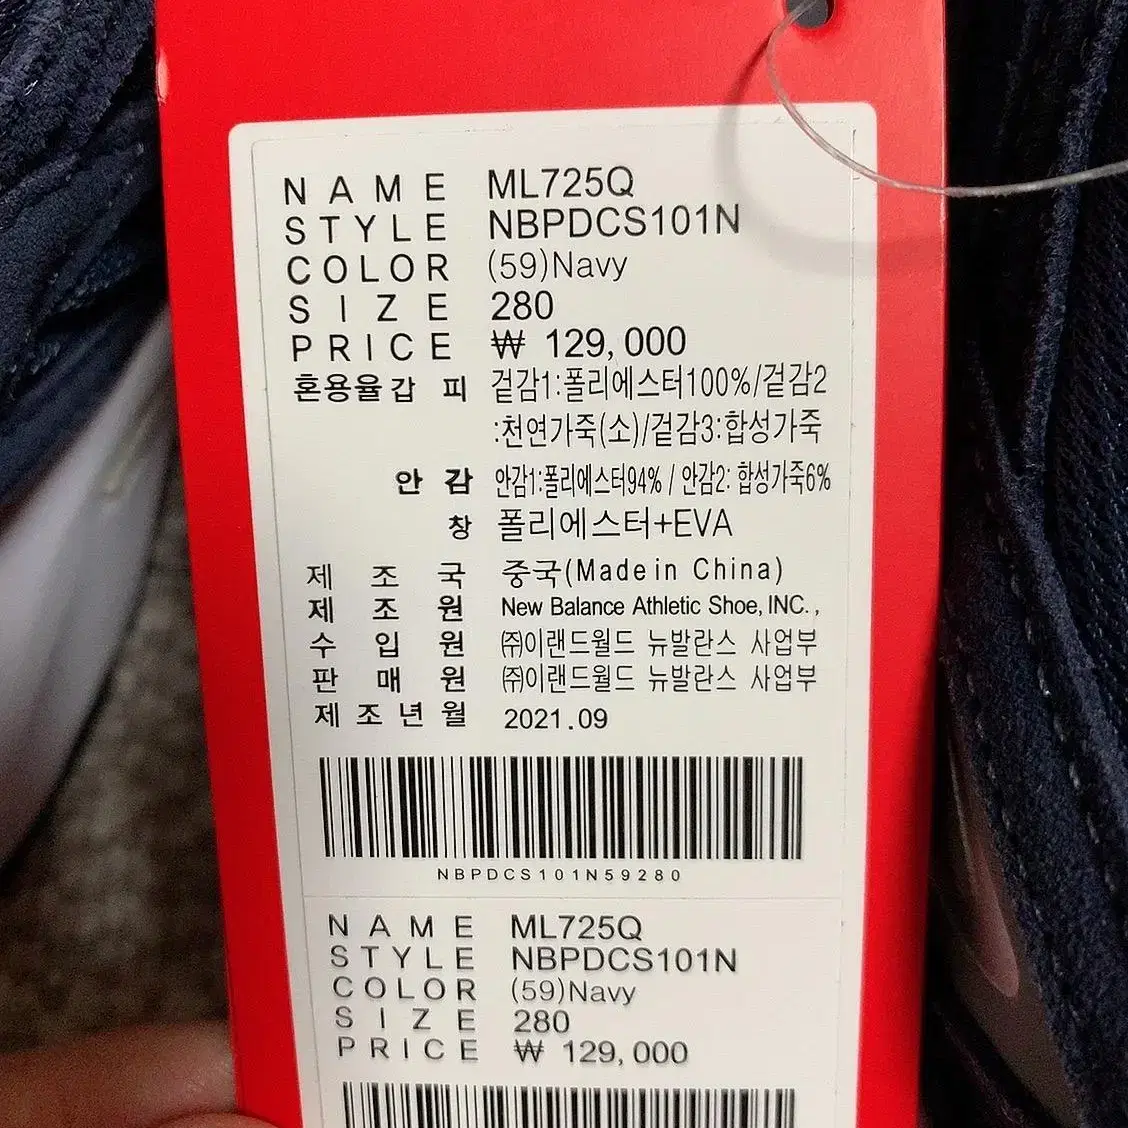 NAME ML725Q
STYLE NBPDCS101N
COLOR (59)Navy
SIZE 280
PRICE ₩ 129,000
혼용율갑 피 겉감1:폴리에스터100%/겉감2
:천연가죽(소)/겉감3:합성가죽
안 감 안감1:폴리에스터94% / 안감2: 합성가죽6%
창 폴리에스터+EVA
제 조 국 중국(Made in China)
제 조 원 New Balance Athletic Shoe, INC.,
수 입 원 ㈜이랜드월드 뉴발란스 사업부
판 매 원 ㈜이랜드월드 뉴발란스 사업부
제 조 년 월 2021.09
NBPDCS101N59280
NAME ML725Q
STYLE NBPDCS101N
COLOR (59)Navy
SIZE 280
PRICE ₩ 129,000